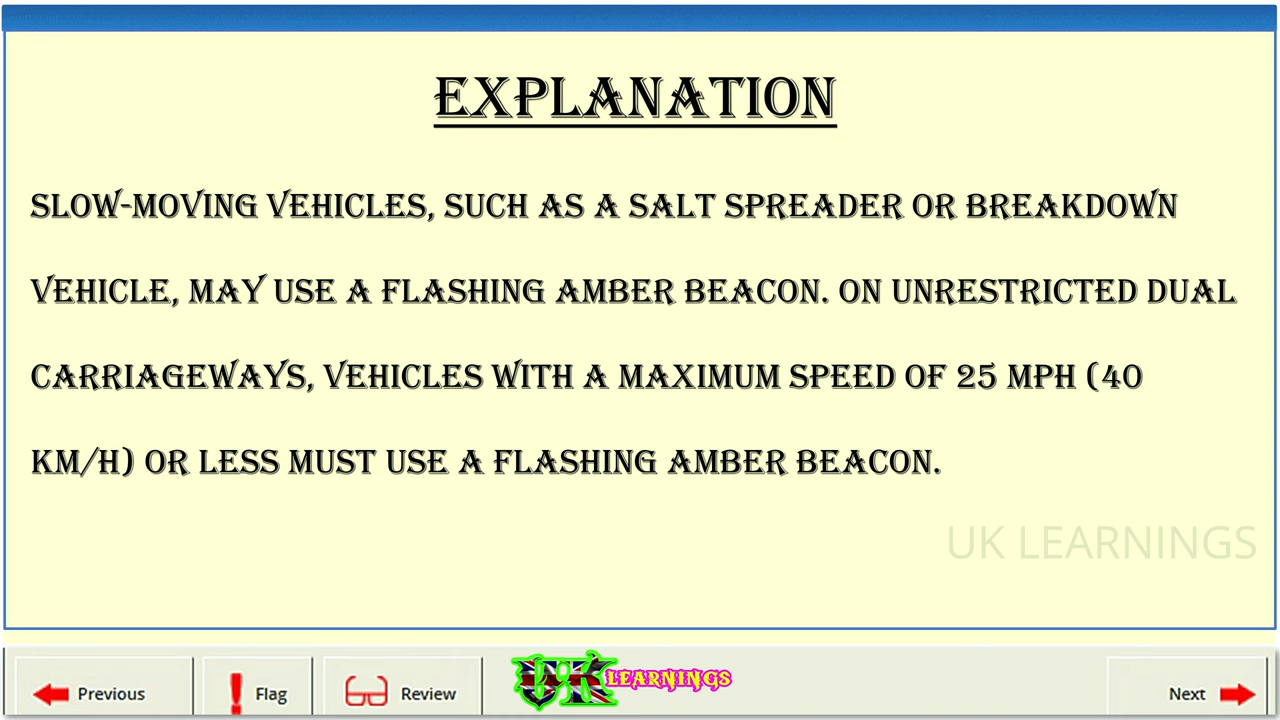 EXPLANATION
SLOW-MOVING VEHICLES, SUCH AS A SALT SPREADER OR BREAKDOWN
VEHICLE, MAY USE A FLASHING AMBER BEACON. ON UNRESTRICTED DUAL
CARRIAGEWAYS, VEHICLES WITH A MAXIMUM SPEED OF 25 MPH (40
KM/H) OR LESS MUST USE A FLASHING AMBER BEACON.
UK LEARNINGS
Previous
Flag
Review
UK LEARNINGS
Next